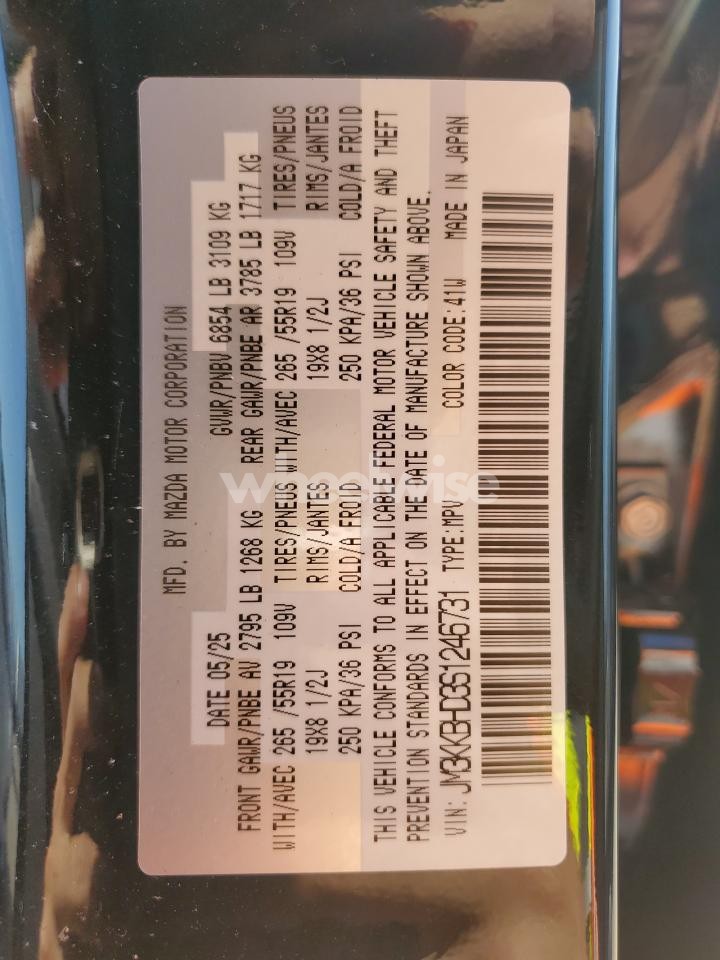 MFD. BY MAZDA MOTOR CORPORATION
DATE 05/25 GVWR/PNBV 6854 LB 3109 KG
FRONT GAWR/PNBE AV 2795 LB 1268 KG REAR GAWR/PNBE AR 3785 LB 1717 KG
WITH/AVEC 265 /55R19 109V TIRES/PNEUS WITH/AVEC 265 /55R19 109V TIRES/PNEUS
19X8 1/2J RIMS/JANTES 19X8 1/2J RIMS/JANTES
250 KPA/36 PSI COLD/A FROID 250 KPA/36 PSI COLD/A FROID
THIS VEHICLE CONFORMS TO ALL APPLICABLE FEDERAL MOTOR VEHICLE SAFETY AND THEFT
PREVENTION STANDARDS IN EFFECT ON THE DATE OF MANUFACTURE SHOWN ABOVE.
VIN: JM3KKBHD3S1246731 TYPE:MPV COLOR CODE:41W MADE IN JAPAN
wheelwise